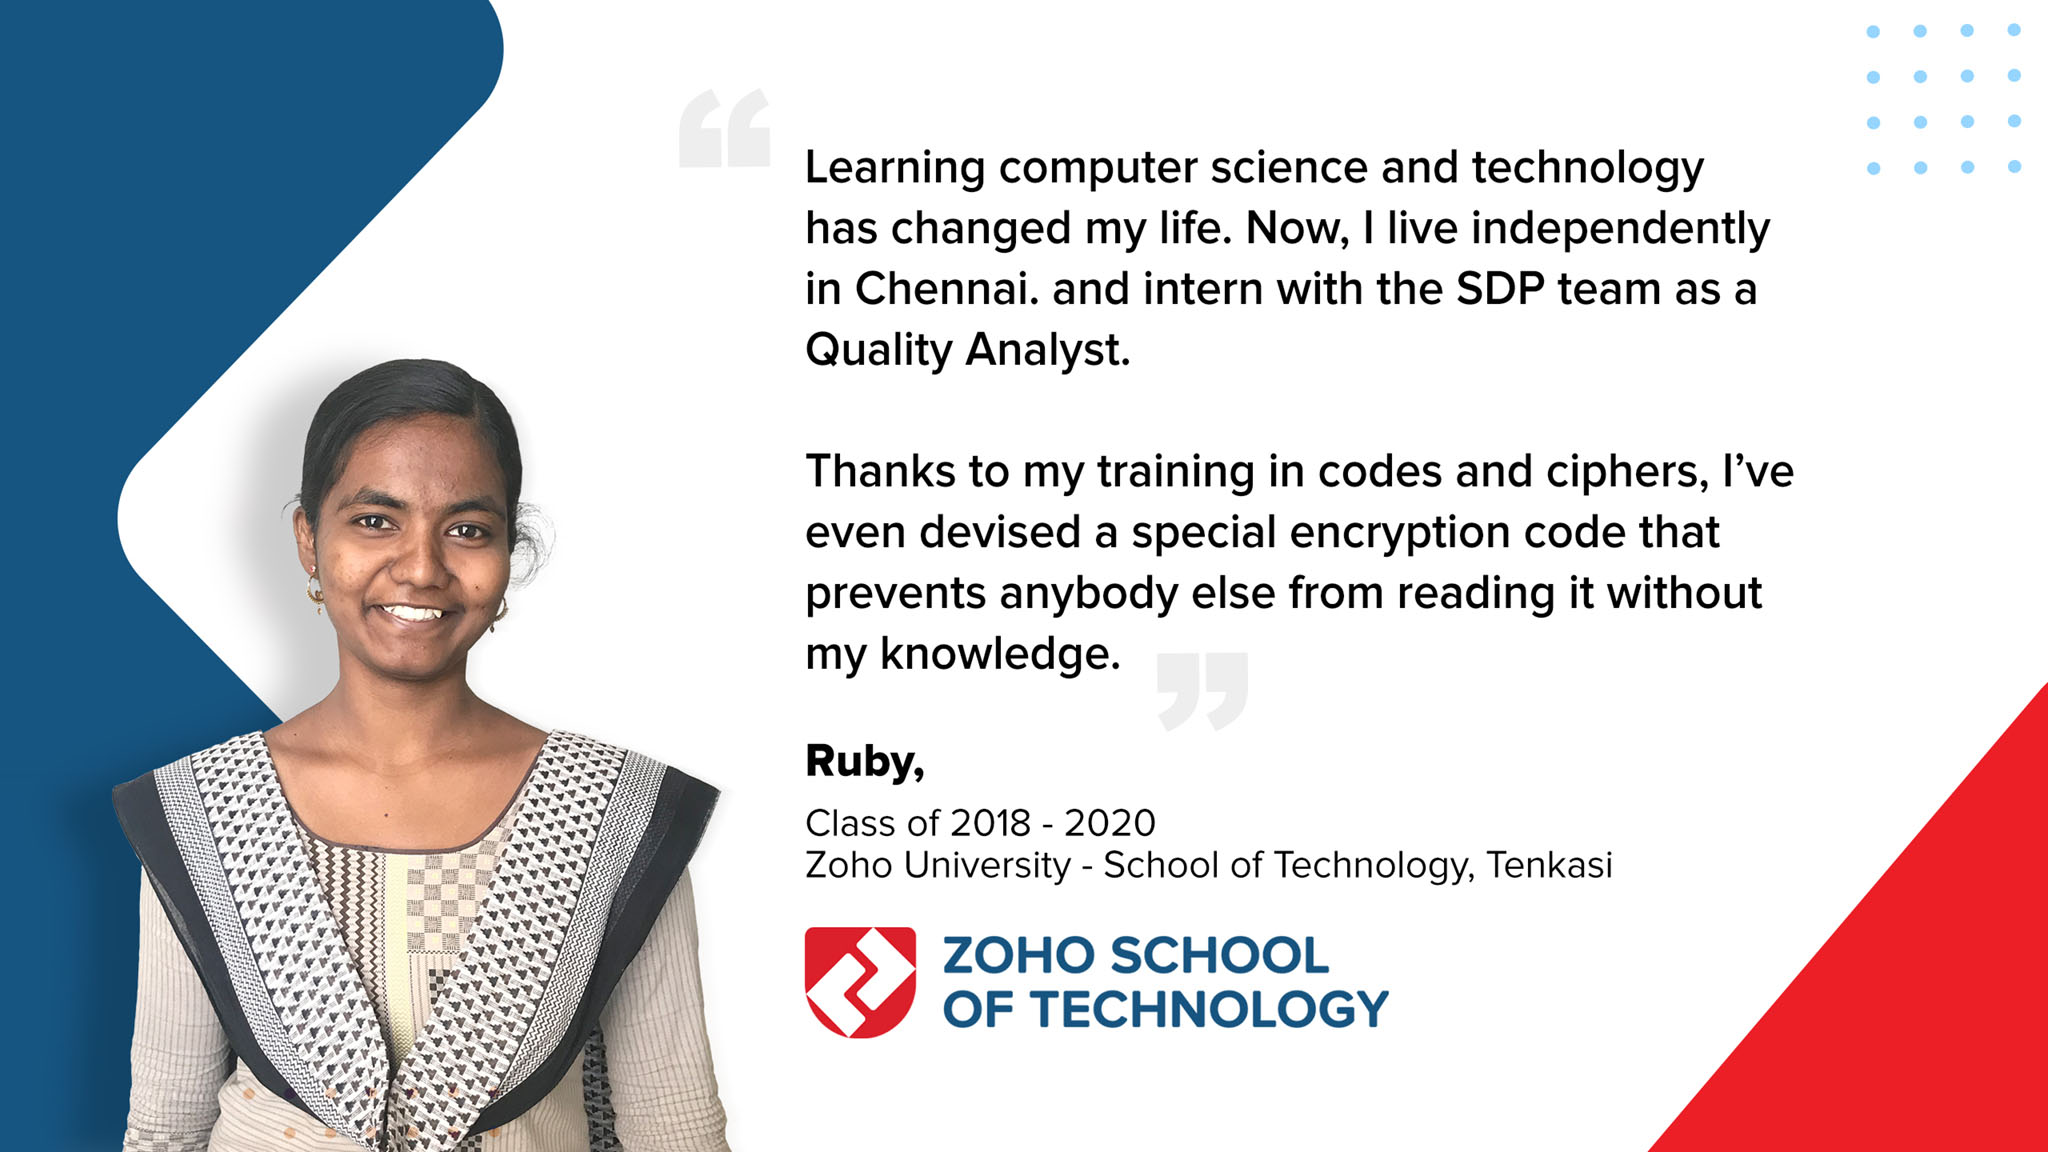 Learning computer science and technology
has changed my life. Now, I live independently
in Chennai. and intern with the SDP team as a
Quality Analyst.
Thanks to my training in codes and ciphers, I’ve
even devised a special encryption code that
prevents anybody else from reading it without
my knowledge.
Ruby,
Class of 2018 - 2020
Zoho University - School of Technology, Tenkasi
ZOHO SCHOOL
OF TECHNOLOGY